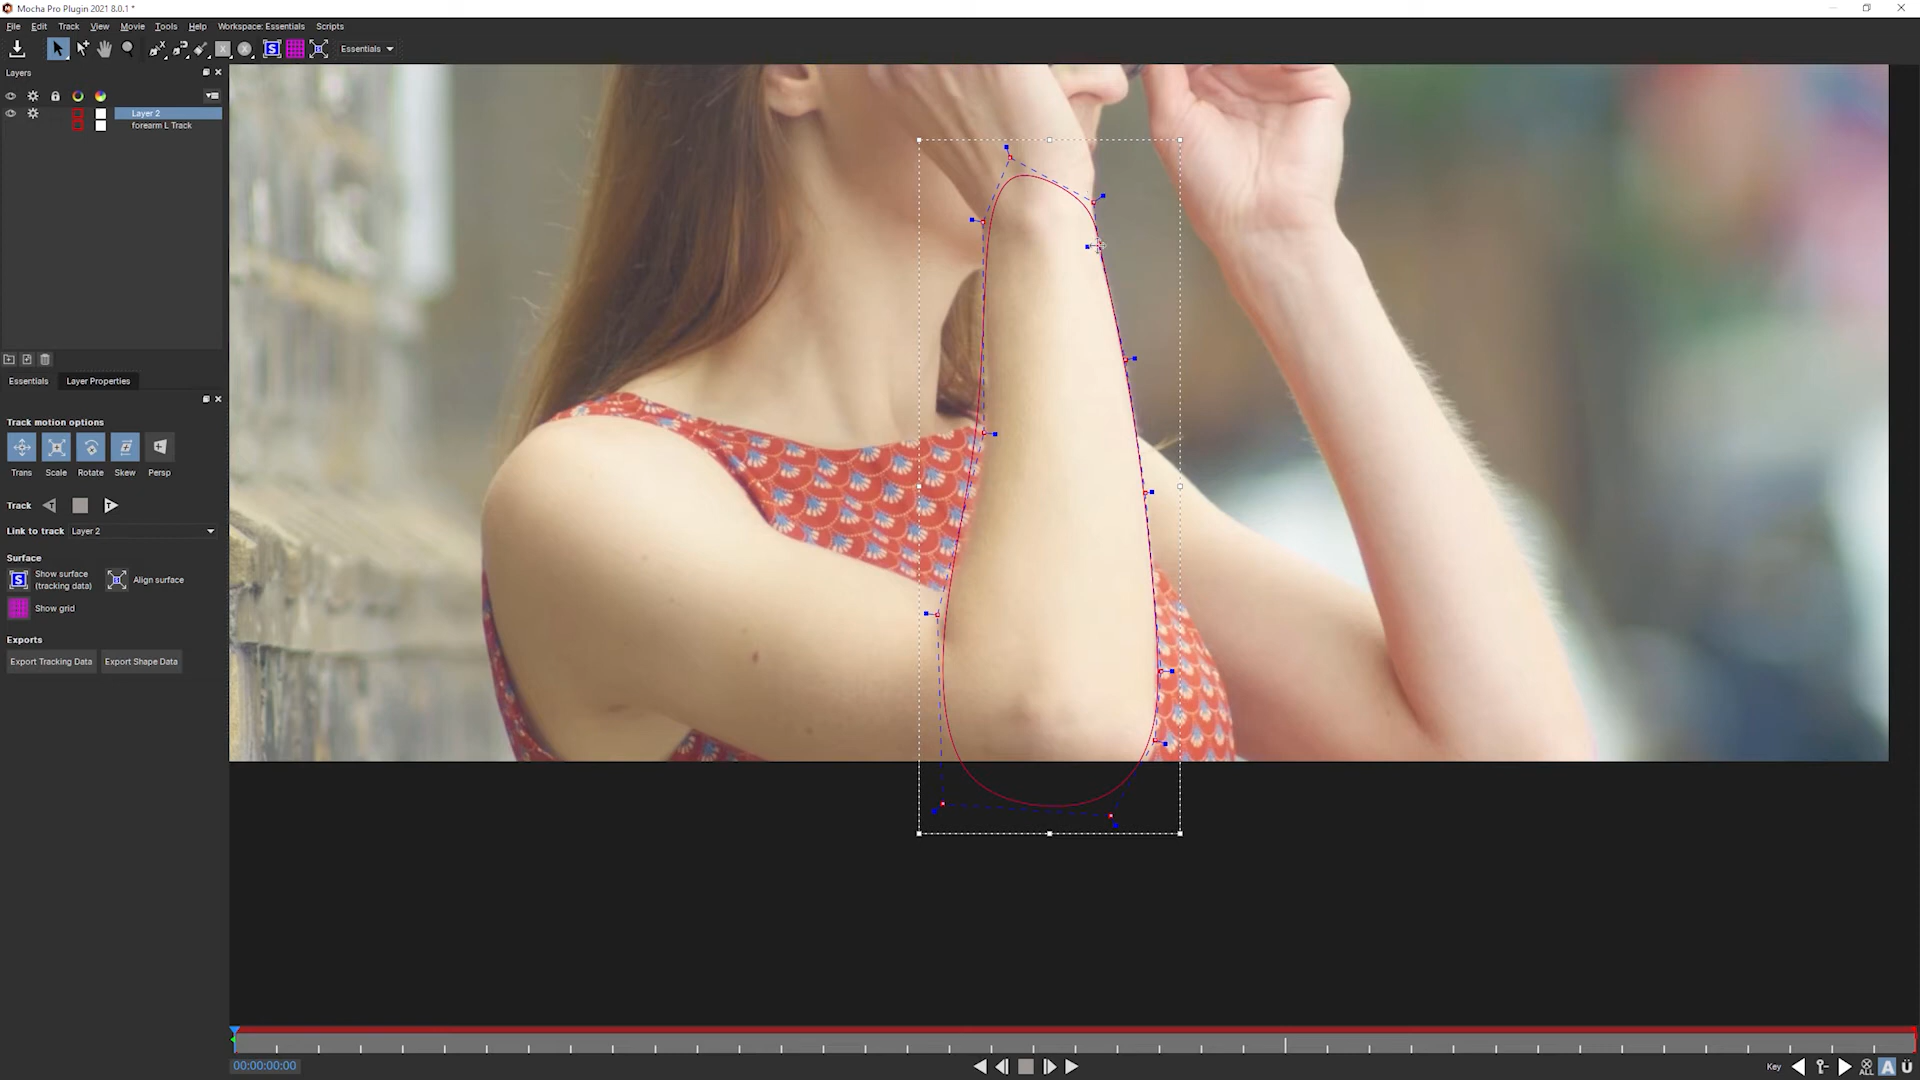 Mocha Pro Plugin 2021 8.0.1 *
File Edit Track View Movie Tools Help Workspace: Essentials Scripts
Essentials
Layers
Layer 2
forearm L Track
Essentials Layer Properties
Track motion options
Trans Scale Rotate Skew Persp
Track
Link to track Layer 2
Surface
Show surface
(tracking data)
Align surface
Show grid
Exports
Export Tracking Data Export Shape Data
00:00:00:00
Key
ALL
A Ü